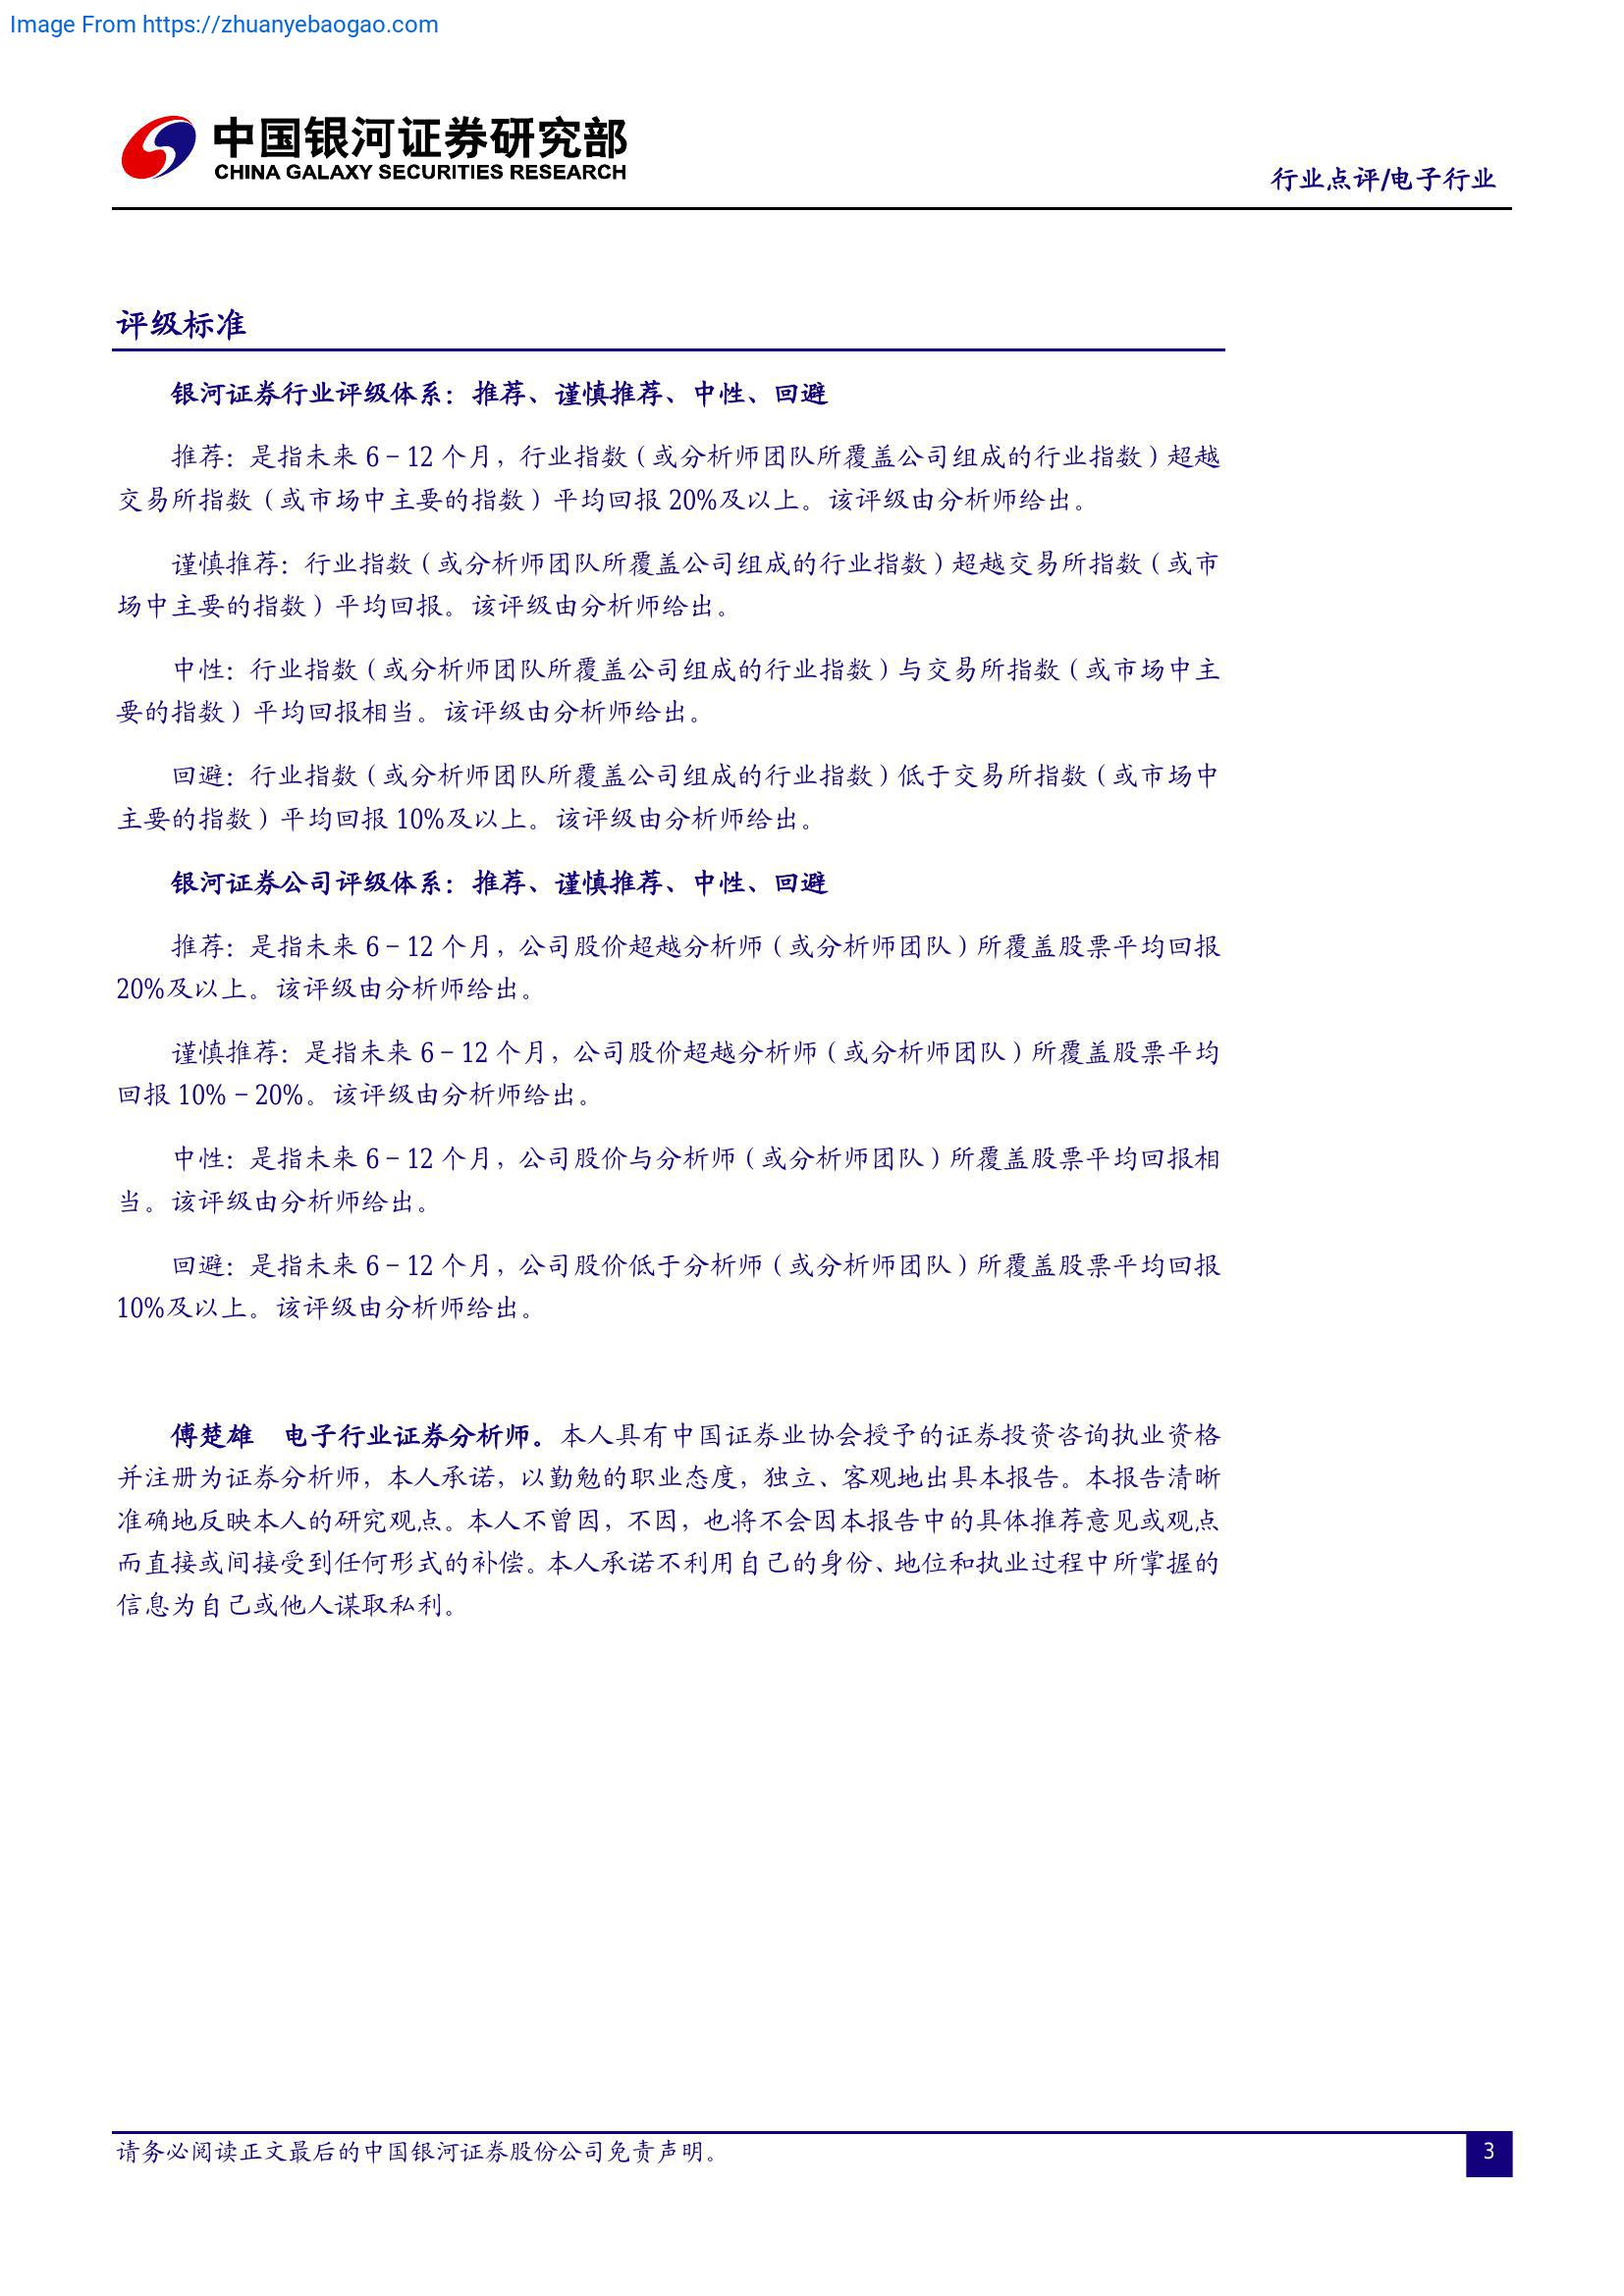 Image From https://zhuanyebaogao.com
中国银河证券研究部
CHINA GALAXY SECURITIES RESEARCH
行业点评/电子行业
评级标准
银河证券行业评级体系：推荐、谨慎推荐、中性、回避
推荐：是指未来 6－12 个月，行业指数（或分析师团队所覆盖公司组成的行业指数）超越
交易所指数（或市场中主要的指数）平均回报 20%及以上。该评级由分析师给出。
谨慎推荐：行业指数（或分析师团队所覆盖公司组成的行业指数）超越交易所指数（或市
场中主要的指数）平均回报。该评级由分析师给出。
中性：行业指数（或分析师团队所覆盖公司组成的行业指数）与交易所指数（或市场中主
要的指数）平均回报相当。该评级由分析师给出。
回避：行业指数（或分析师团队所覆盖公司组成的行业指数）低于交易所指数（或市场中
主要的指数）平均回报 10%及以上。该评级由分析师给出。
银河证券公司评级体系：推荐、谨慎推荐、中性、回避
推荐：是指未来 6－12 个月，公司股价超越分析师（或分析师团队）所覆盖股票平均回报
20%及以上。该评级由分析师给出。
谨慎推荐：是指未来 6－12 个月，公司股价超越分析师（或分析师团队）所覆盖股票平均
回报 10%－20%。该评级由分析师给出。
中性：是指未来 6－12 个月，公司股价与分析师（或分析师团队）所覆盖股票平均回报相
当。该评级由分析师给出。
回避：是指未来 6－12 个月，公司股价低于分析师（或分析师团队）所覆盖股票平均回报
10%及以上。该评级由分析师给出。
傅楚雄　电子行业证券分析师。本人具有中国证券业协会授予的证券投资咨询执业资格
并注册为证券分析师，本人承诺，以勤勉的职业态度，独立、客观地出具本报告。本报告清晰
准确地反映本人的研究观点。本人不曾因，不因，也将不会因本报告中的具体推荐意见或观点
而直接或间接受到任何形式的补偿。本人承诺不利用自己的身份、地位和执业过程中所掌握的
信息为自己或他人谋取私利。
请务必阅读正文最后的中国银河证券股份公司免责声明。
3